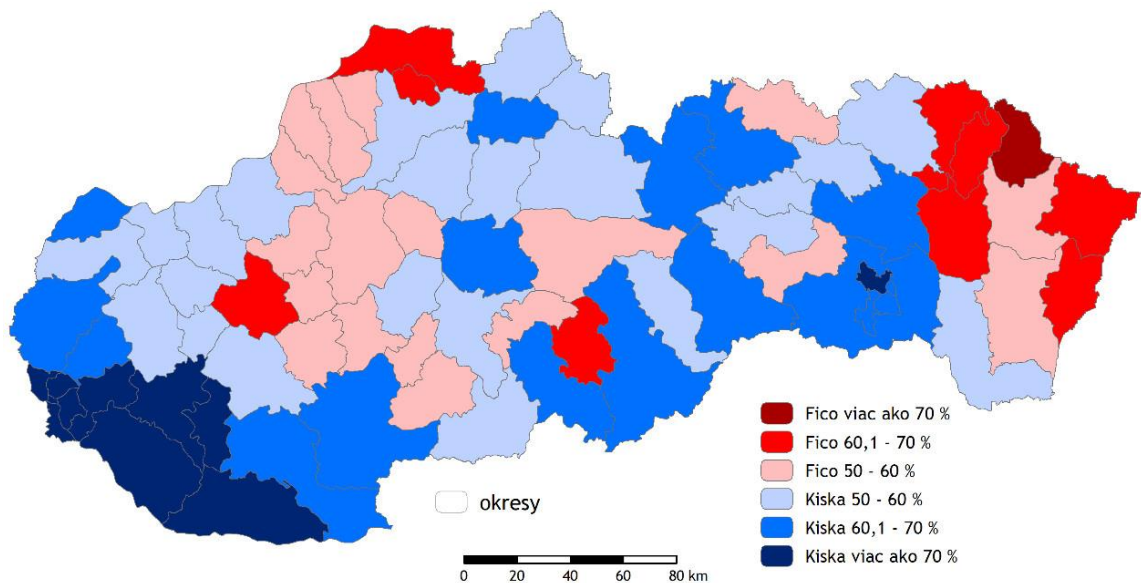 Fico viac ako 70 %
Fico 60,1 - 70 %
Fico 50 - 60 %
Kiska 50 - 60 %
Kiska 60,1 - 70 %
Kiska viac ako 70 %
okresy
0 20 40 60 80 km